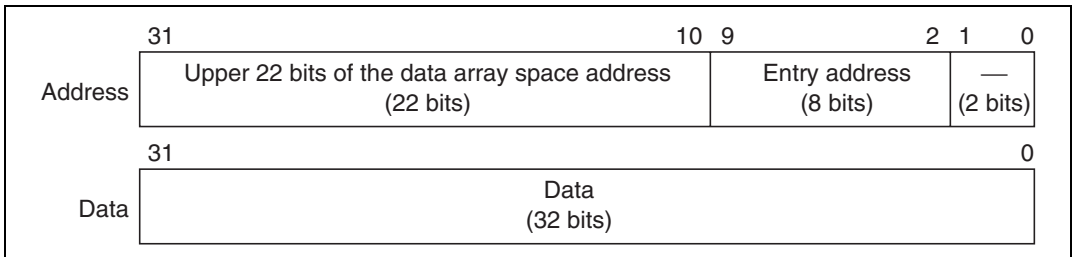 31 10 9 2 1 0
Address
Upper 22 bits of the data array space address
(22 bits)
Entry address
(8 bits)
—
(2 bits)
31 0
Data
Data
(32 bits)